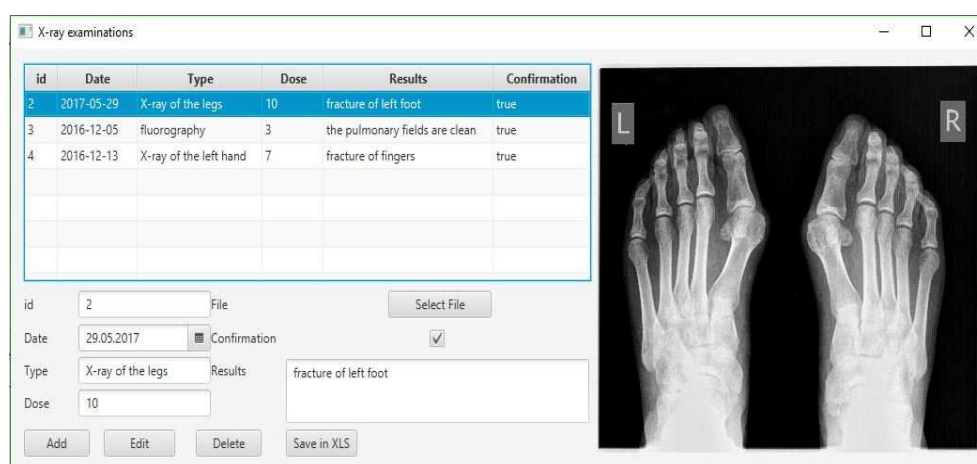 X-ray examinations
id Date Type Dose Results Confirmation
2 2017-05-29 X-ray of the legs 10 fracture of left foot true
3 2016-12-05 fluorography 3 the pulmonary fields are clean true
4 2016-12-13 X-ray of the left hand 7 fracture of fingers true
L R
id 2 File Select File
Date 29.05.2017 Confirmation
Type X-ray of the legs Results fracture of left foot
Dose 10
Add Edit Delete Save in XLS